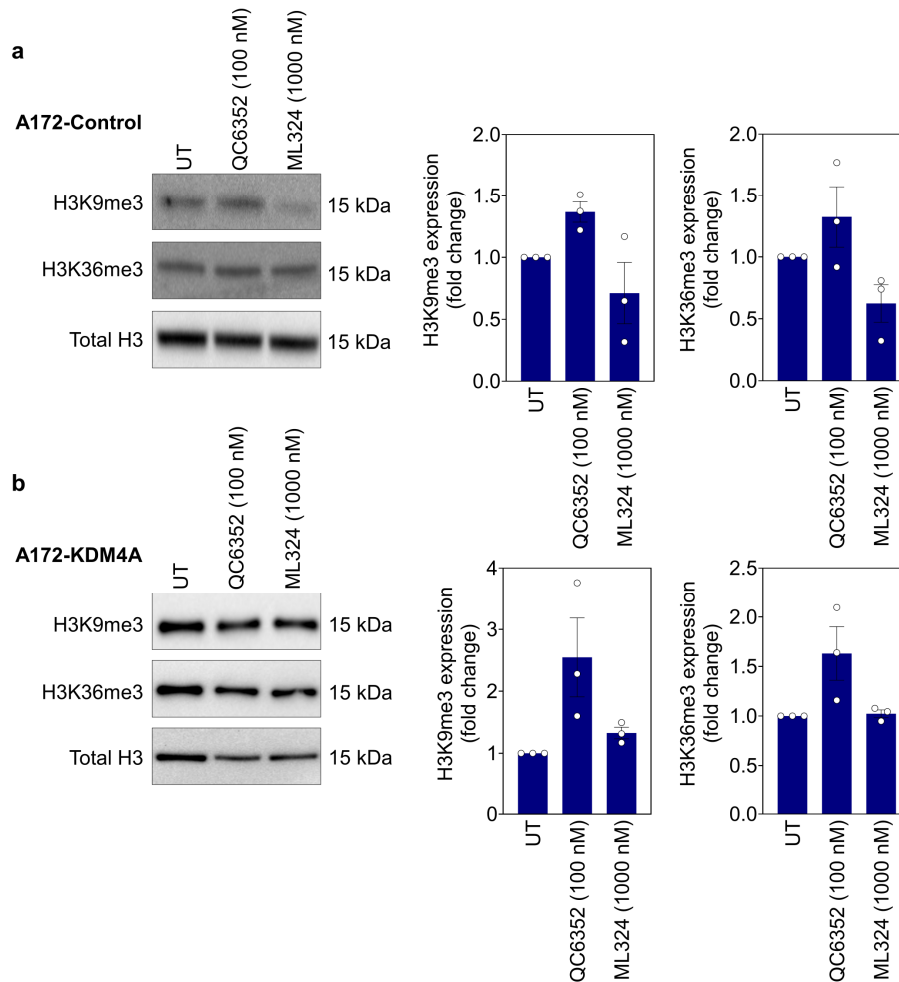 a
A172-Control
UT
QC6352 (100 nM)
ML324 (1000 nM)
H3K9me3
15 kDa
H3K36me3
15 kDa
Total H3
15 kDa
H3K9me3 expression
(fold change)
2.0
1.5
1.0
0.5
0.0
UT
QC6352 (100 nM)
ML324 (1000 nM)
H3K36me3 expression
(fold change)
2.0
1.5
1.0
0.5
0.0
UT
QC6352 (100 nM)
ML324 (1000 nM)
b
A172-KDM4A
UT
QC6352 (100 nM)
ML324 (1000 nM)
H3K9me3
15 kDa
H3K36me3
15 kDa
Total H3
15 kDa
H3K9me3 expression
(fold change)
4
3
2
1
0
UT
QC6352 (100 nM)
ML324 (1000 nM)
H3K36me3 expression
(fold change)
2.5
2.0
1.5
1.0
0.5
0.0
UT
QC6352 (100 nM)
ML324 (1000 nM)